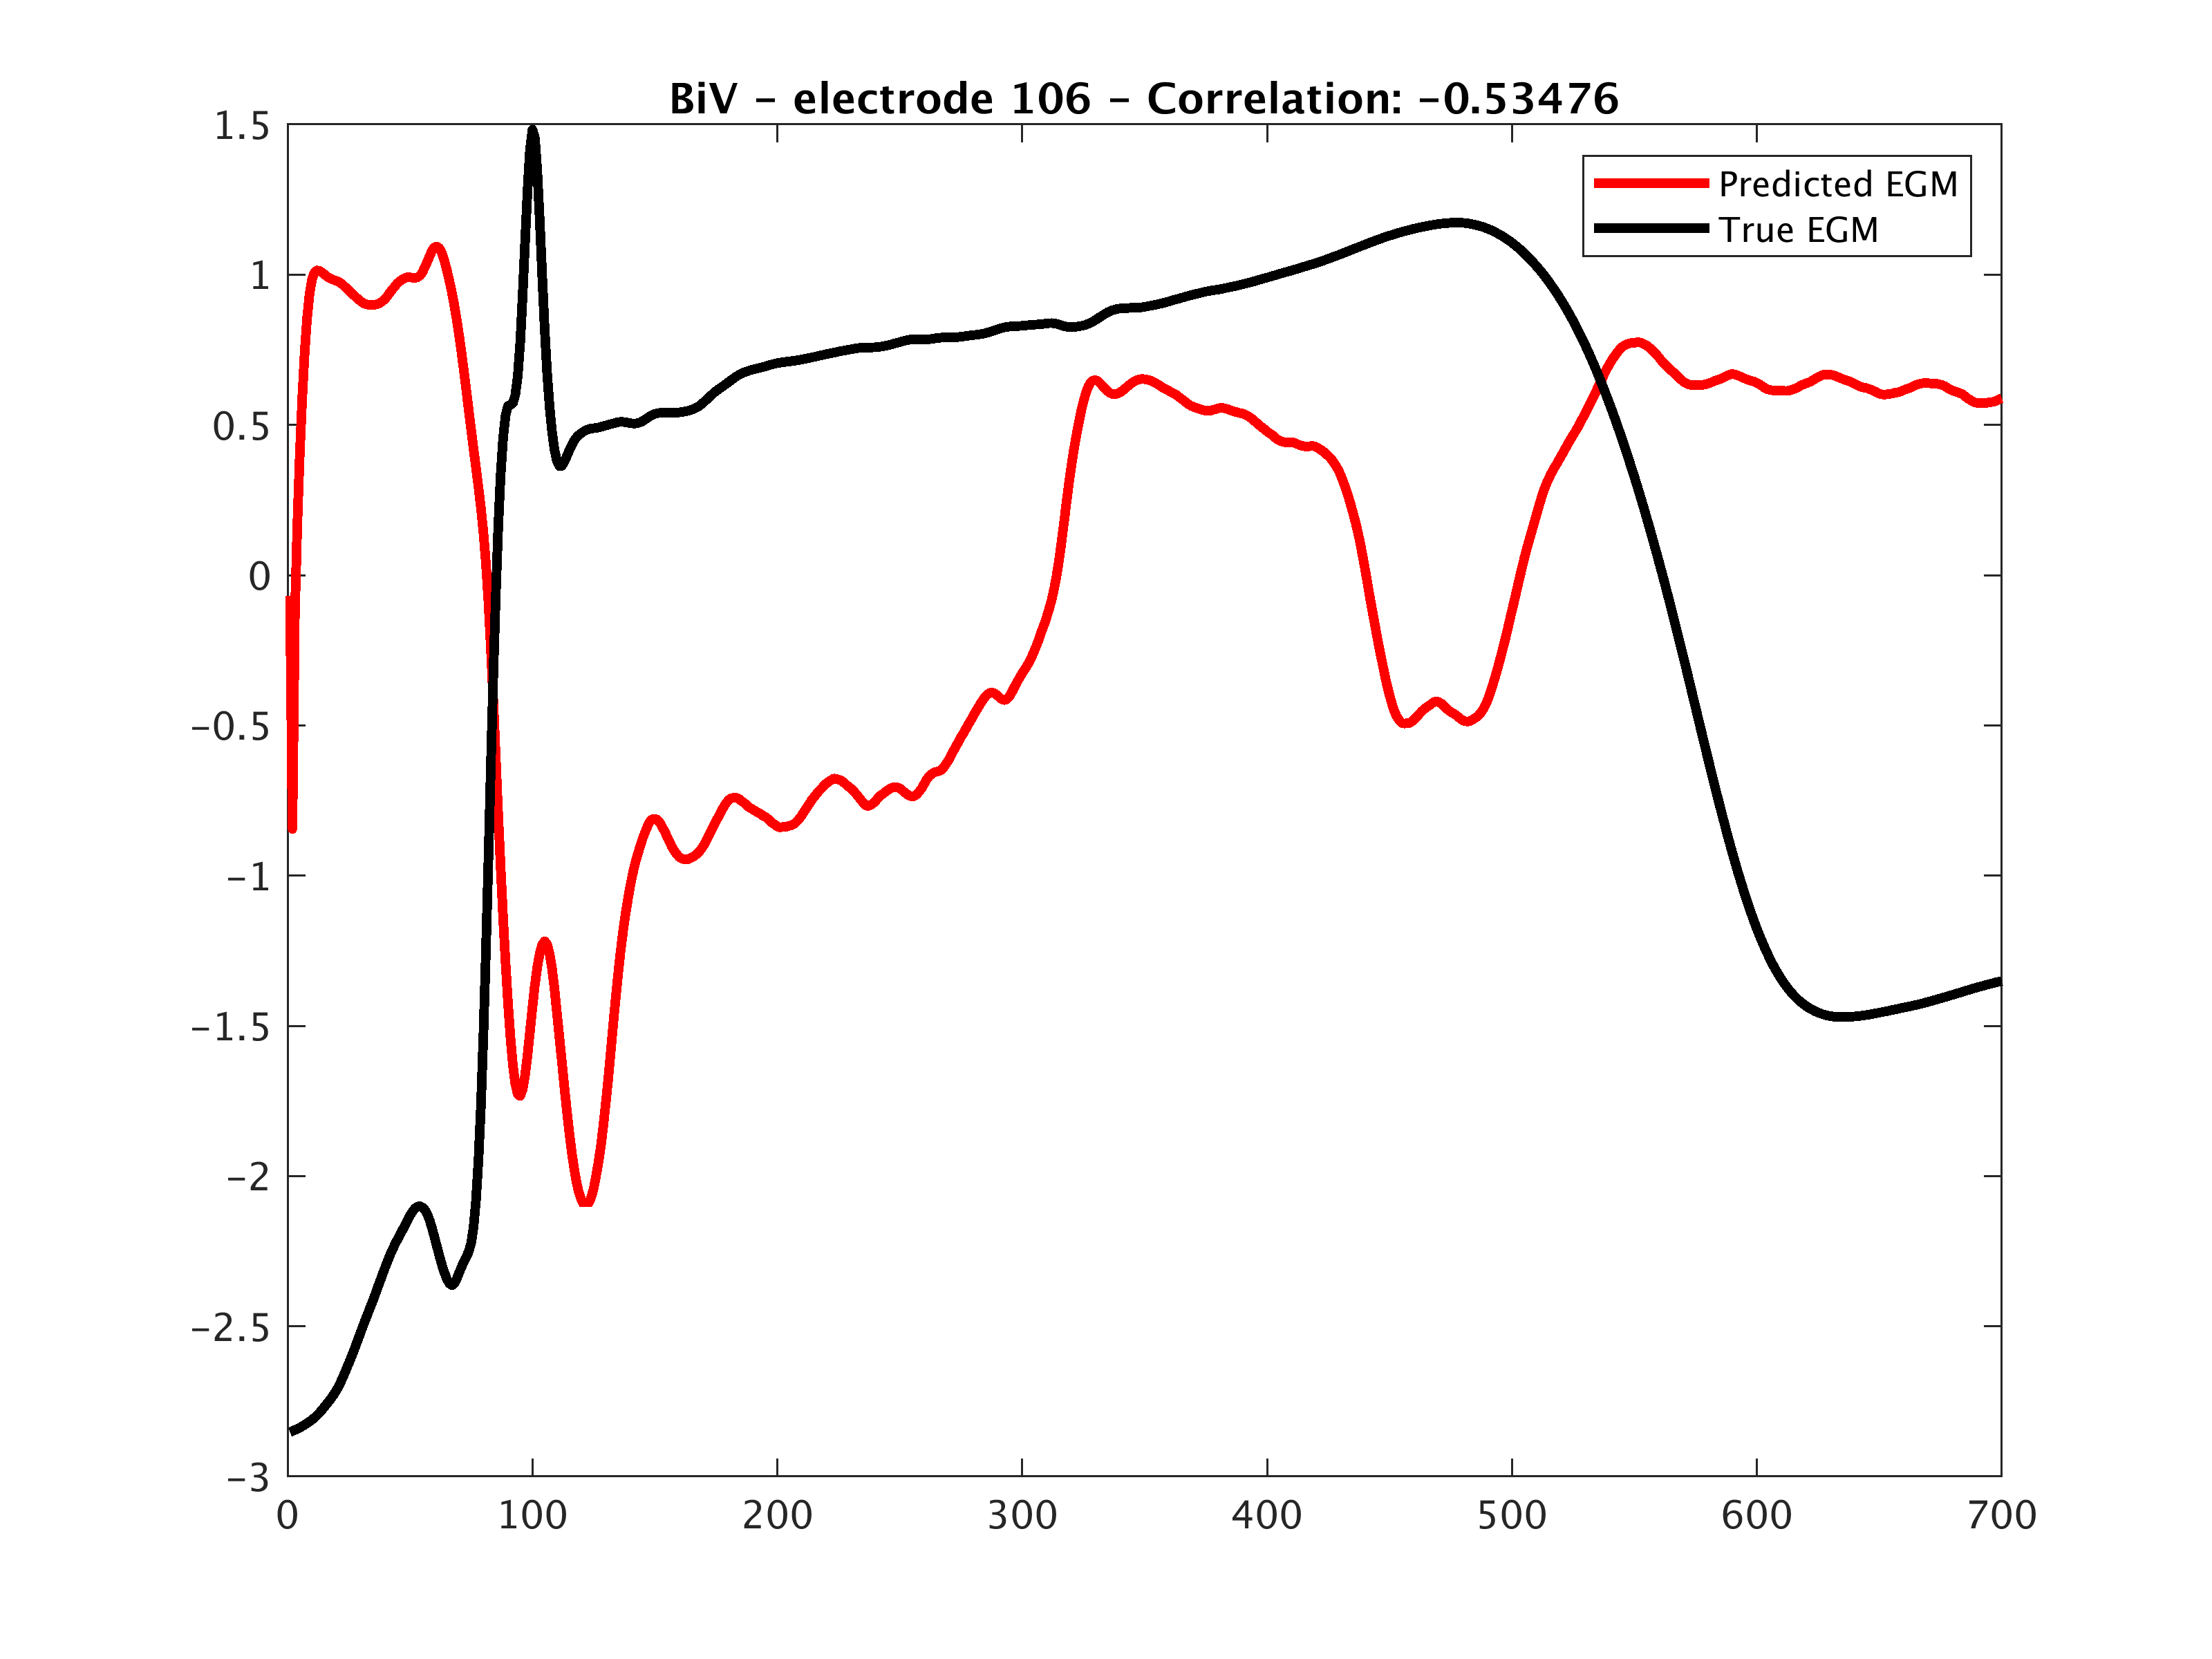 BiV – electrode 106 – Correlation: –0.53476
Predicted EGM
True EGM
1.5
1
0.5
0
–0.5
–1
–1.5
–2
–2.5
–3
0 100 200 300 400 500 600 700